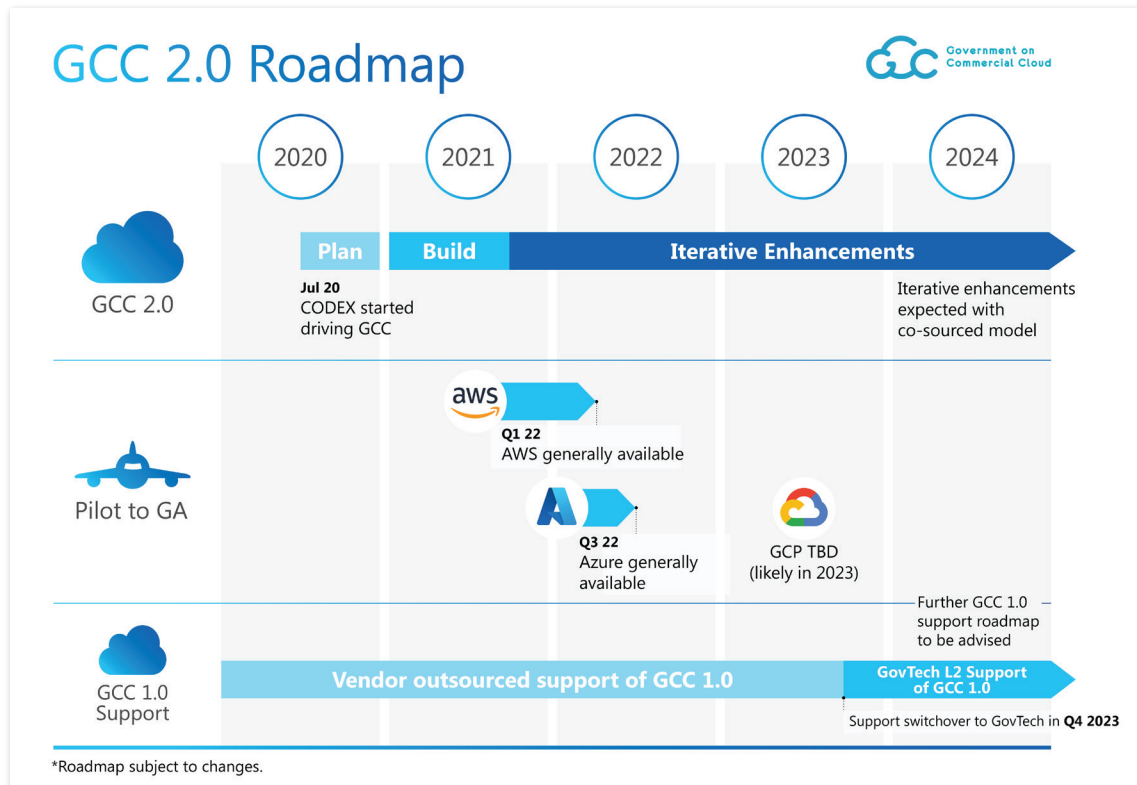 GCC 2.0 Roadmap
GCC
Government on
Commercial Cloud
2020
2021
2022
2023
2024
GCC 2.0
Plan
Build
Iterative Enhancements
Jul 20
CODEX started
driving GCC
Iterative enhancements
expected with
co-sourced model
Pilot to GA
aws
Q1 22
AWS generally available
Q3 22
Azure generally
available
GCP TBD
(likely in 2023)
Further GCC 1.0
support roadmap
to be advised
GCC 1.0
Support
Vendor outsourced support of GCC 1.0
GovTech L2 Support
of GCC 1.0
Support switchover to GovTech in Q4 2023
*Roadmap subject to changes.